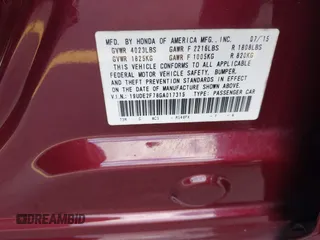 MFD. BY HONDA OF AMERICA MFG., INC. 07/15
GVWR 4023LBS GAWR F 2216LBS R 1808LBS
GVWR 1825KG GAWR F 1005KG R 820KG
THIS VEHICLE CONFORMS TO ALL APPLICABLE
FEDERAL MOTOR VEHICLE SAFETY, BUMPER,
AND THEFT PREVENTION STANDARDS IN EFFECT
ON THE DATE OF MANUFACTURE SHOWN ABOVE.
V.I.N.: 19UDE2F78GA017315 TYPE: PASSENGER CAR
DREAMBID